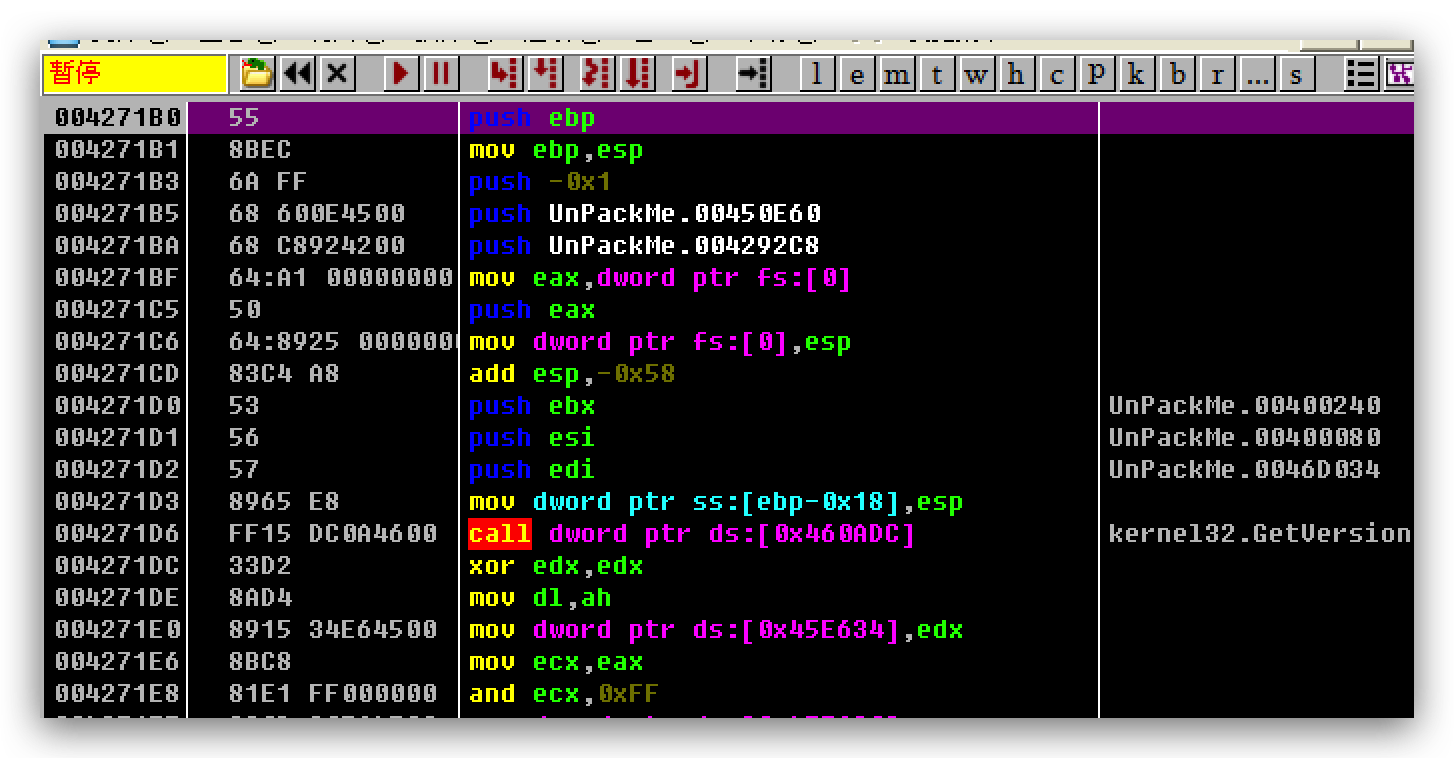 暂停 l e m t w h c P k b r ... s
004271B0 55 push ebp
004271B1 8BEC mov ebp,esp
004271B3 6A FF push -0x1
004271B5 68 600E4500 push UnPackMe.00450E60
004271BA 68 C8924200 push UnPackMe.004292C8
004271BF 64:A1 00000000 mov eax,dword ptr fs:[0]
004271C5 50 push eax
004271C6 64:8925 000000 mov dword ptr fs:[0],esp
004271CD 83C4 A8 add esp,-0x58
004271D0 53 push ebx UnPackMe.00400240
004271D1 56 push esi UnPackMe.00400080
004271D2 57 push edi UnPackMe.0046D034
004271D3 8965 E8 mov dword ptr ss:[ebp-0x18],esp
004271D6 FF15 DC0A4600 call dword ptr ds:[0x460ADC] kernel32.GetVersion
004271DC 33D2 xor edx,edx
004271DE 8AD4 mov dl,ah
004271E0 8915 34E64500 mov dword ptr ds:[0x45E634],edx
004271E6 8BC8 mov ecx,eax
004271E8 81E1 FF000000 and ecx,0xFF